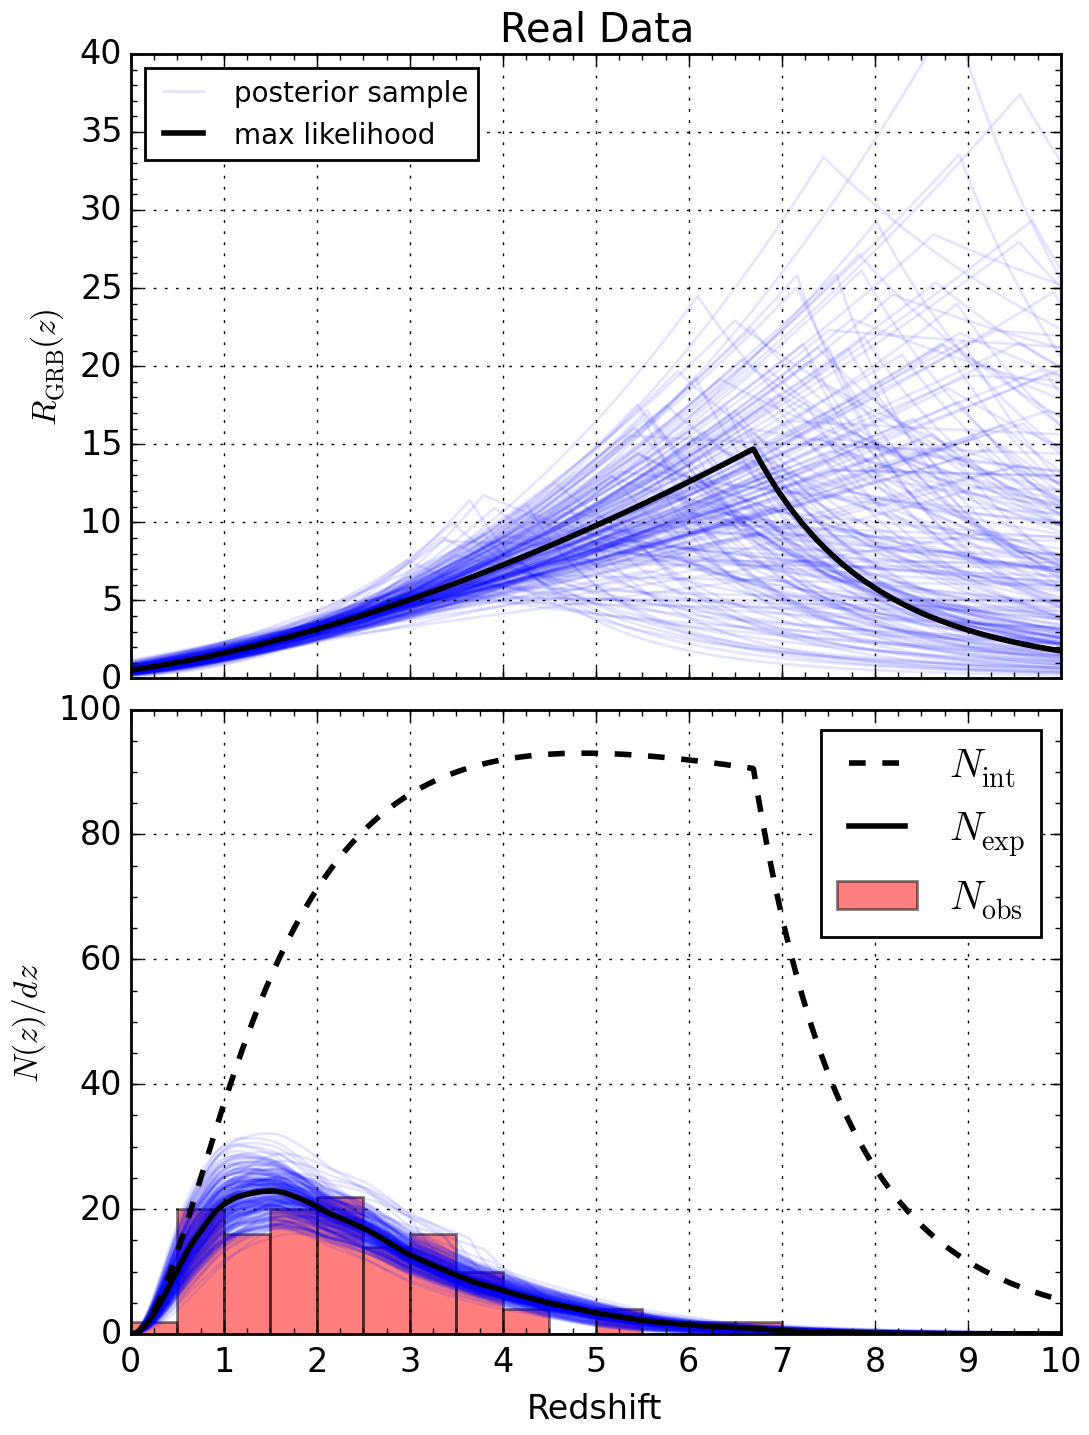 Real Data
40
35
30
25
20
15
10
5
0
R_GRB(z)
posterior sample
max likelihood
100
80
60
40
20
0
N(z)/dz
N_int
N_exp
N_obs
0 1 2 3 4 5 6 7 8 9 10
Redshift